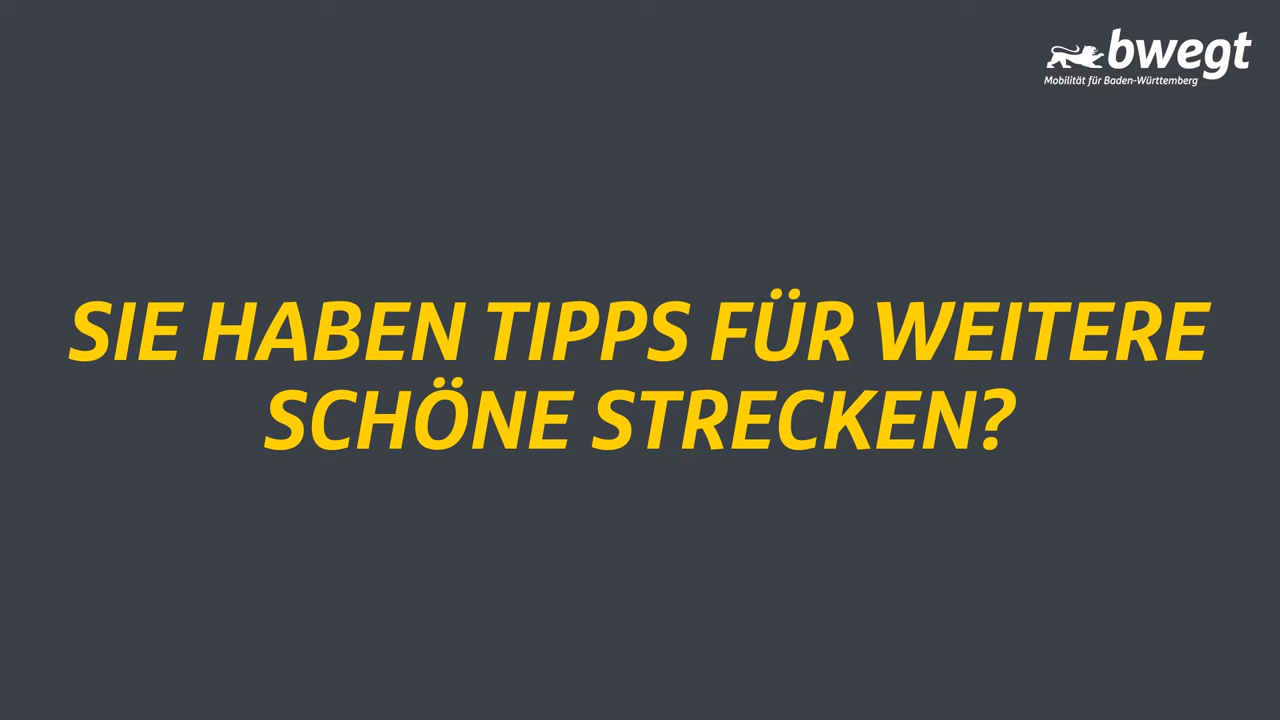 bwegt
Mobilität für Baden-Württemberg
SIE HABEN TIPPS FÜR WEITERE
SCHÖNE STRECKEN?